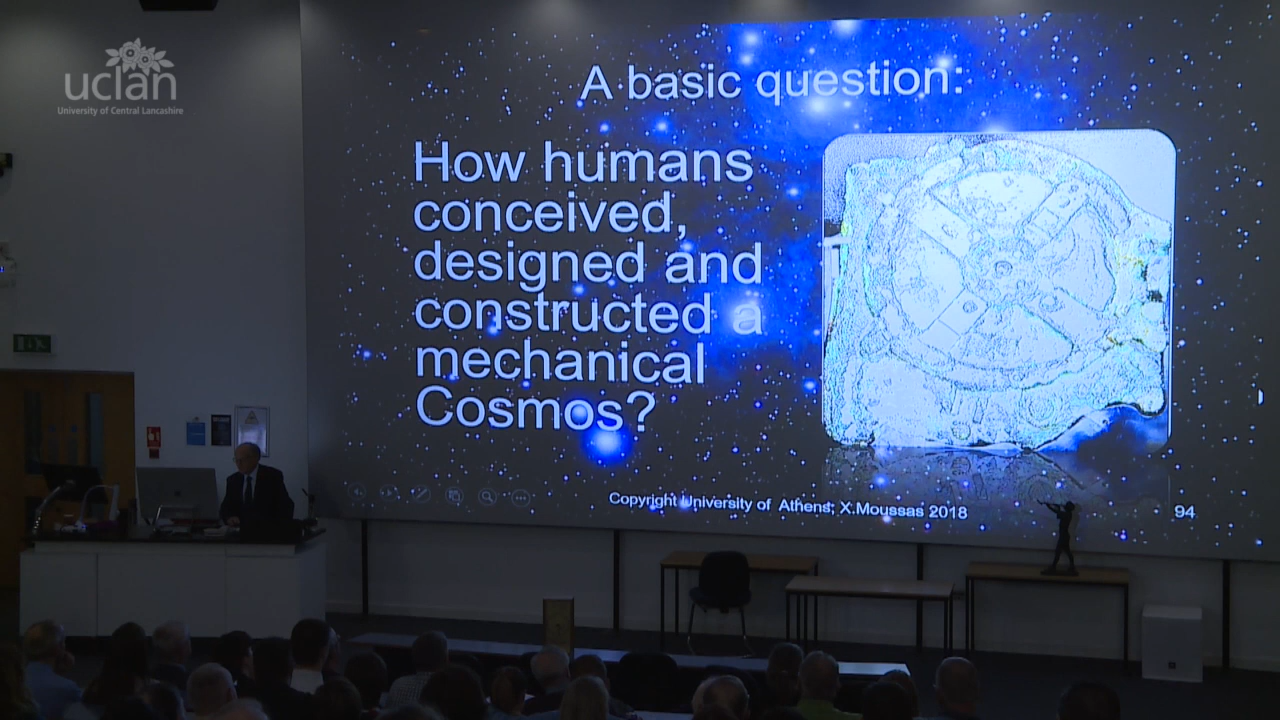 uclan
University of Central Lancashire
A basic question:
How humans
conceived,
designed and
constructed a
mechanical
Cosmos?
Copyright University of Athens, X.Moussas 2018
94